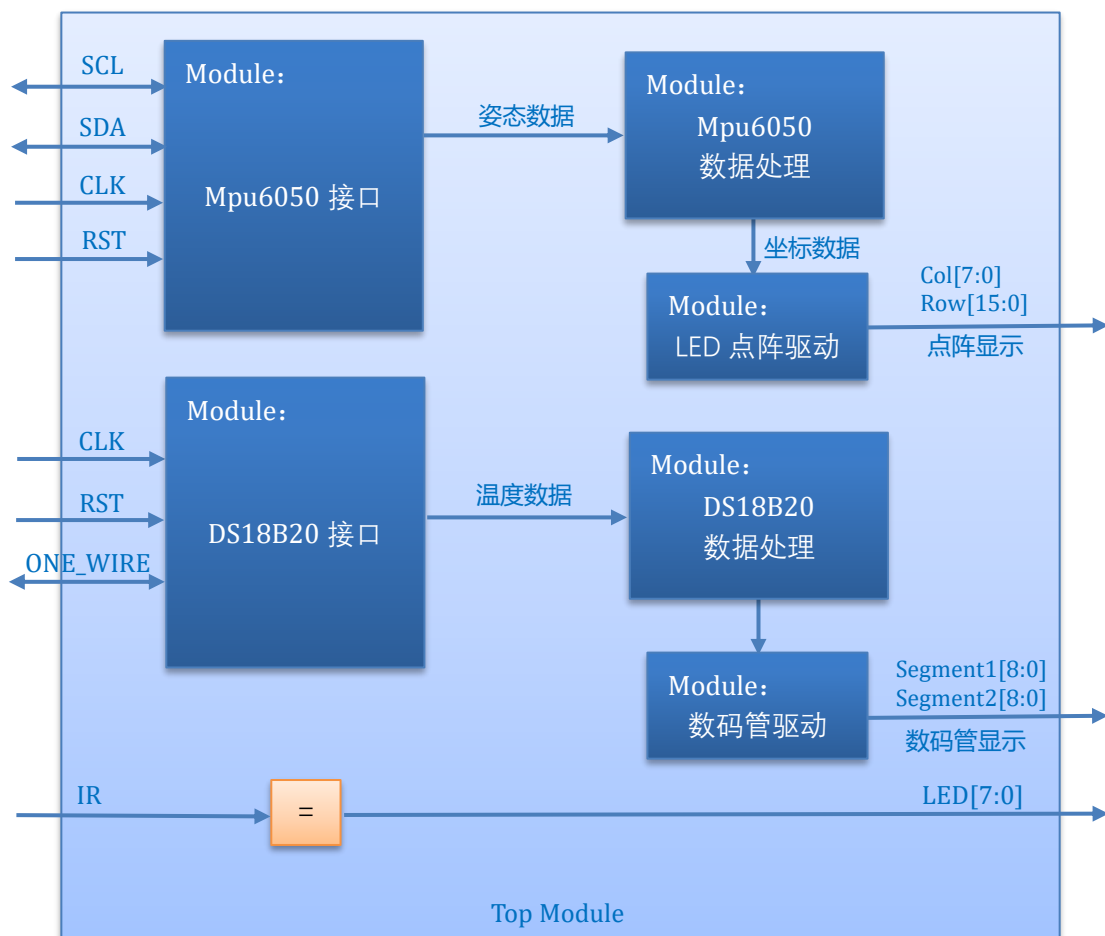 SCL
SDA
CLK
RST
Module：
Mpu6050 接口
姿态数据
Module：
Mpu6050
数据处理
坐标数据
Module：
LED 点阵驱动
Col[7:0]
Row[15:0]
点阵显示
CLK
RST
ONE_WIRE
Module：
DS18B20 接口
温度数据
Module：
DS18B20
数据处理
Module：
数码管驱动
Segment1[8:0]
Segment2[8:0]
数码管显示
IR
=
LED[7:0]
Top Module